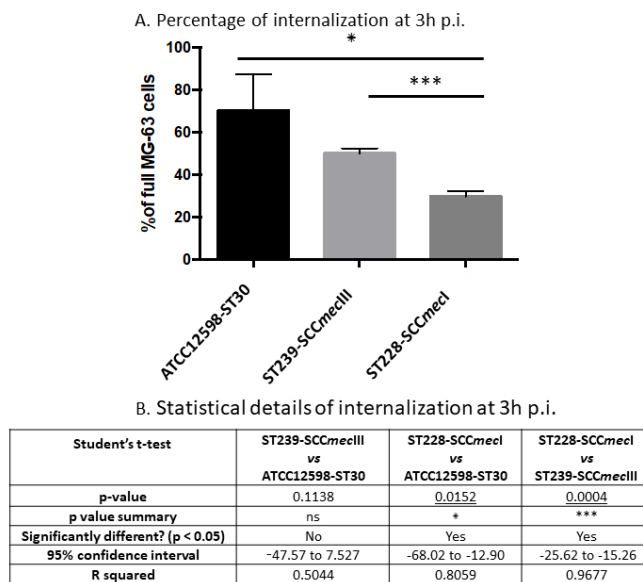 A. Percentage of internalization at 3h p.i.
*
***
%of full MG-63 cells
100
80
60
40
20
0
ATCC12598-ST30
ST239-SCCmecIII
ST228-SCCmecI
B. Statistical details of internalization at 3h p.i.
Student's t-test
ST239-SCCmecIII
vs
ATCC12598-ST30
ST228-SCCmecI
vs
ATCC12598-ST30
ST228-SCCmecI
vs
ST239-SCCmecIII
p-value 0.1138 0.0152 0.0004
p value summary ns * ***
Significantly different? (p < 0.05) No Yes Yes
95% confidence interval -47.57 to 7.527 -68.02 to -12.90 -25.62 to -15.26
R squared 0.5044 0.8059 0.9677